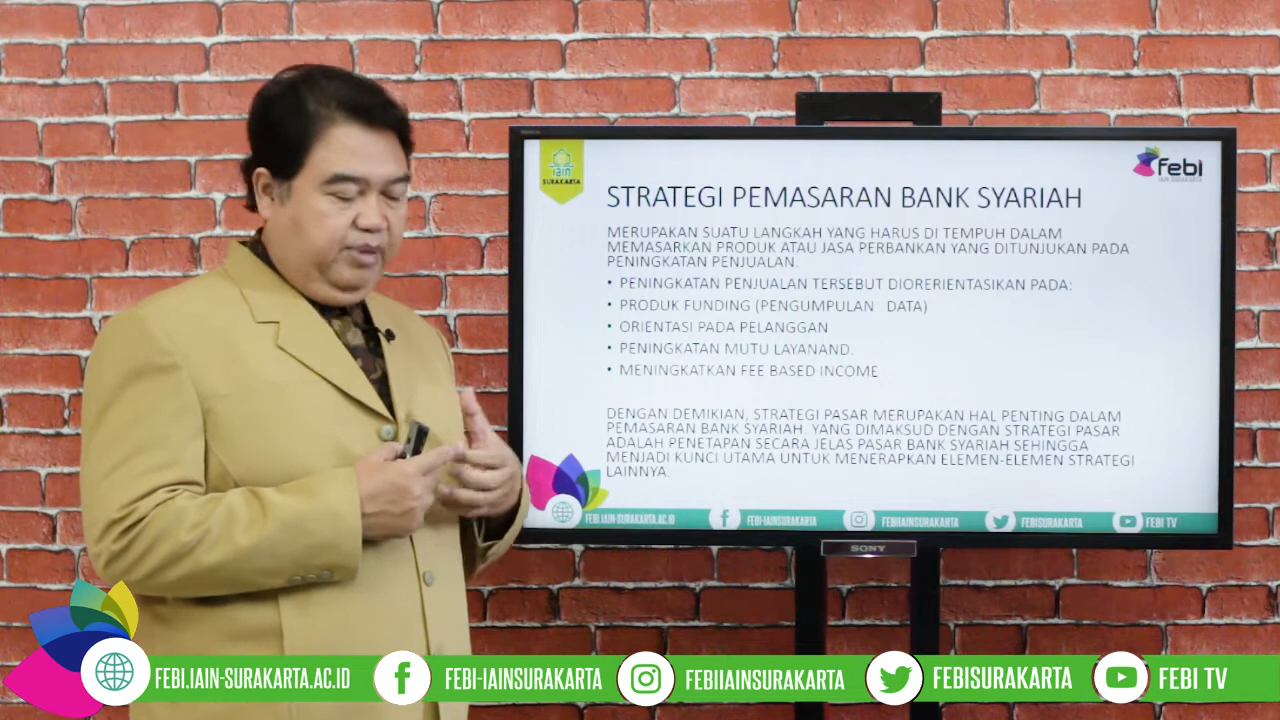 iain
SURAKARTA
febi
IAIN SURAKARTA
STRATEGI PEMASARAN BANK SYARIAH
MERUPAKAN SUATU LANGKAH YANG HARUS DI TEMPUH DALAM
MEMASARKAN PRODUK ATAU JASA PERBANKAN YANG DITUNJUKAN PADA
PENINGKATAN PENJUALAN.
• PENINGKATAN PENJUALAN TERSEBUT DIORERIENTASIKAN PADA:
• PRODUK FUNDING (PENGUMPULAN DATA)
• ORIENTASI PADA PELANGGAN
• PENINGKATAN MUTU LAYANAND.
• MENINGKATKAN FEE BASED INCOME
DENGAN DEMIKIAN, STRATEGI PASAR MERUPAKAN HAL PENTING DALAM
PEMASARAN BANK SYARIAH. YANG DIMAKSUD DENGAN STRATEGI PASAR
ADALAH PENETAPAN SECARA JELAS PASAR BANK SYARIAH SEHINGGA
MENJADI KUNCI UTAMA UNTUK MENERAPKAN ELEMEN-ELEMEN STRATEGI
LAINNYA.
FEBI.IAIN-SURAKARTA.AC.ID FEBI-IAINSURAKARTA FEBIIAINSURAKARTA FEBISURAKARTA FEBI TV
SONY
FEBI.IAIN-SURAKARTA.AC.ID FEBI-IAINSURAKARTA FEBIIAINSURAKARTA FEBISURAKARTA FEBI TV